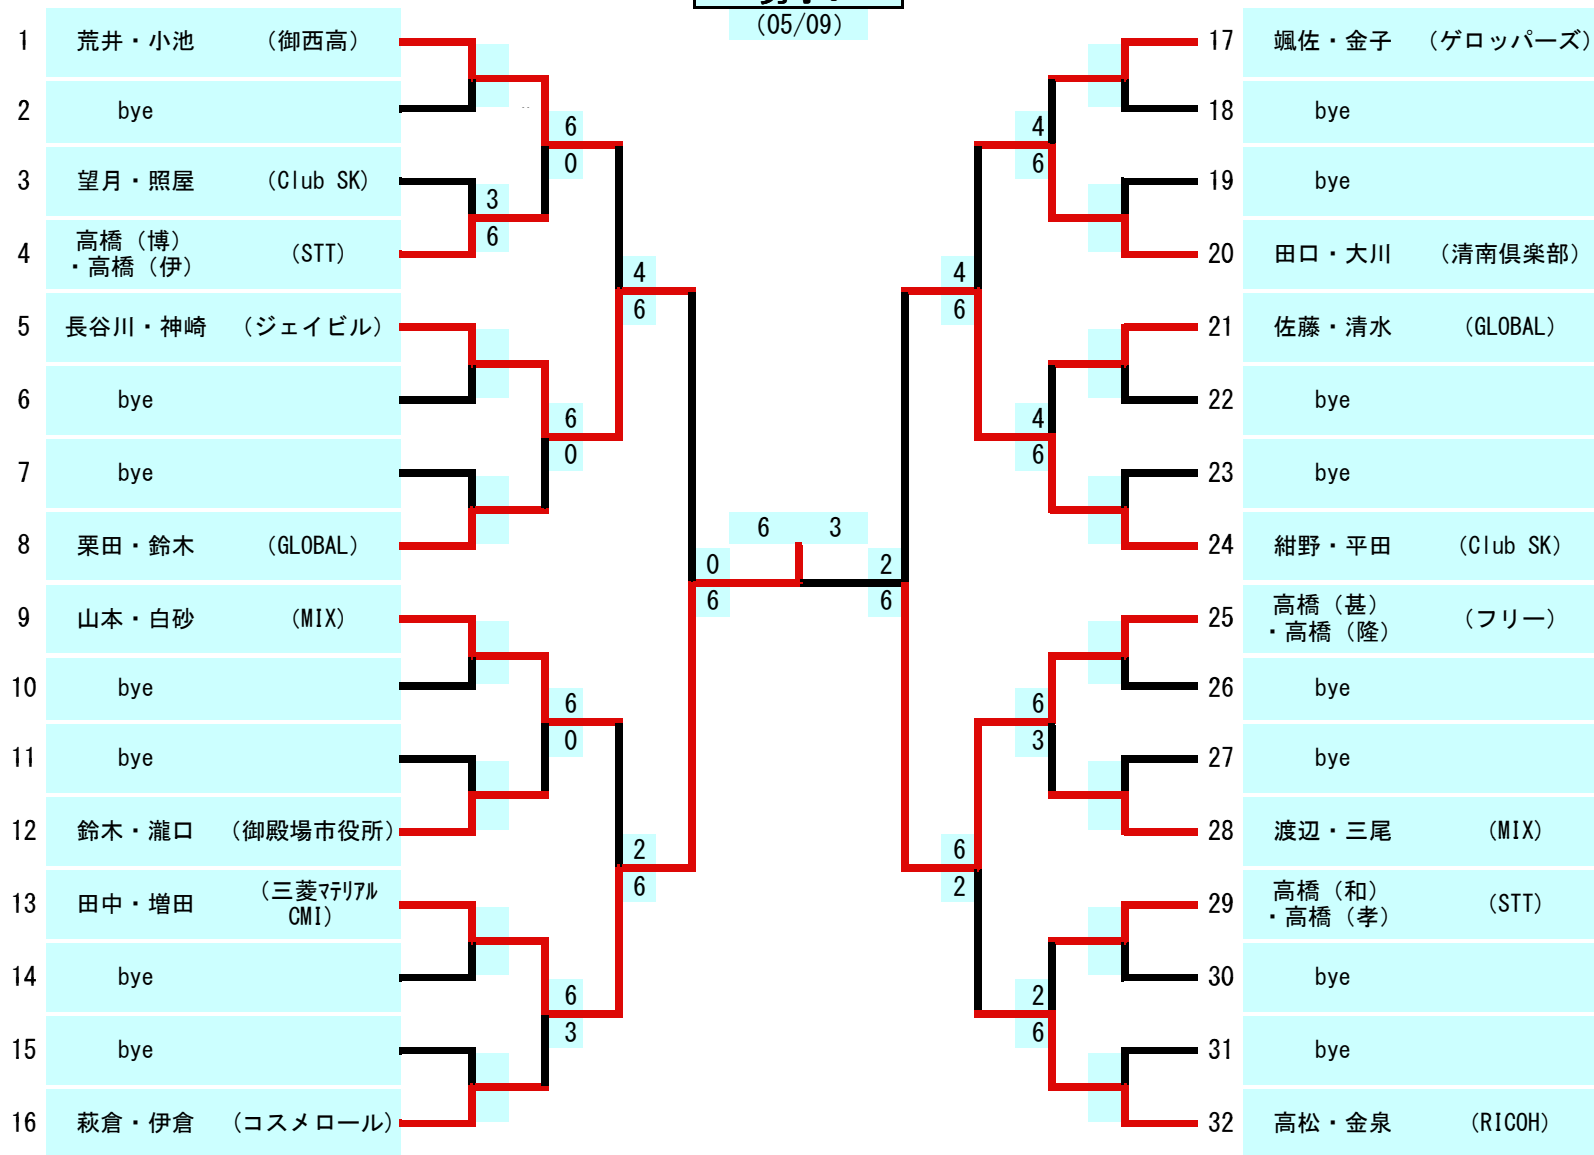 (05/09)
1 荒井・小池 (御西高)
2 bye
3 望月・照屋 (Club SK)
4 高橋（博）・高橋（伊） (STT)
5 長谷川・神崎 (ジェイビル)
6 bye
7 bye
8 栗田・鈴木 (GLOBAL)
9 山本・白砂 (MIX)
10 bye
11 bye
12 鈴木・瀧口 (御殿場市役所)
13 田中・増田 (三菱ﾏﾃﾘｱﾙ CMI)
14 bye
15 bye
16 萩倉・伊倉 (コスメロール)
3
6
6
0
6
0
6
0
6
3
4
6
2
6
0
6
6 3
2
6
4
6
6
2
4
6
4
6
6
3
2
6
17 颯佐・金子 (ゲロッパーズ)
18 bye
19 bye
20 田口・大川 (清南倶楽部)
21 佐藤・清水 (GLOBAL)
22 bye
23 bye
24 紺野・平田 (Club SK)
25 高橋（甚）・高橋（隆） (フリー)
26 bye
27 bye
28 渡辺・三尾 (MIX)
29 高橋（和）・高橋（孝） (STT)
30 bye
31 bye
32 高松・金泉 (RICOH)